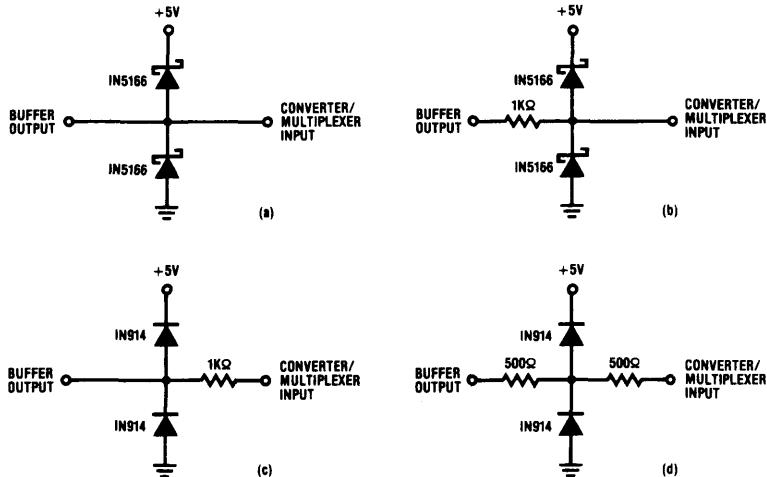 +5V
IN5166
BUFFER
OUTPUT
CONVERTER/
MULTIPLEXER
INPUT
IN5166
(a)
+5V
IN5166
1KΩ
BUFFER
OUTPUT
CONVERTER/
MULTIPLEXER
INPUT
IN5166
(b)
+5V
IN914
1KΩ
BUFFER
OUTPUT
CONVERTER/
MULTIPLEXER
INPUT
IN914
(c)
+5V
IN914
500Ω
500Ω
BUFFER
OUTPUT
CONVERTER/
MULTIPLEXER
INPUT
IN914
(d)